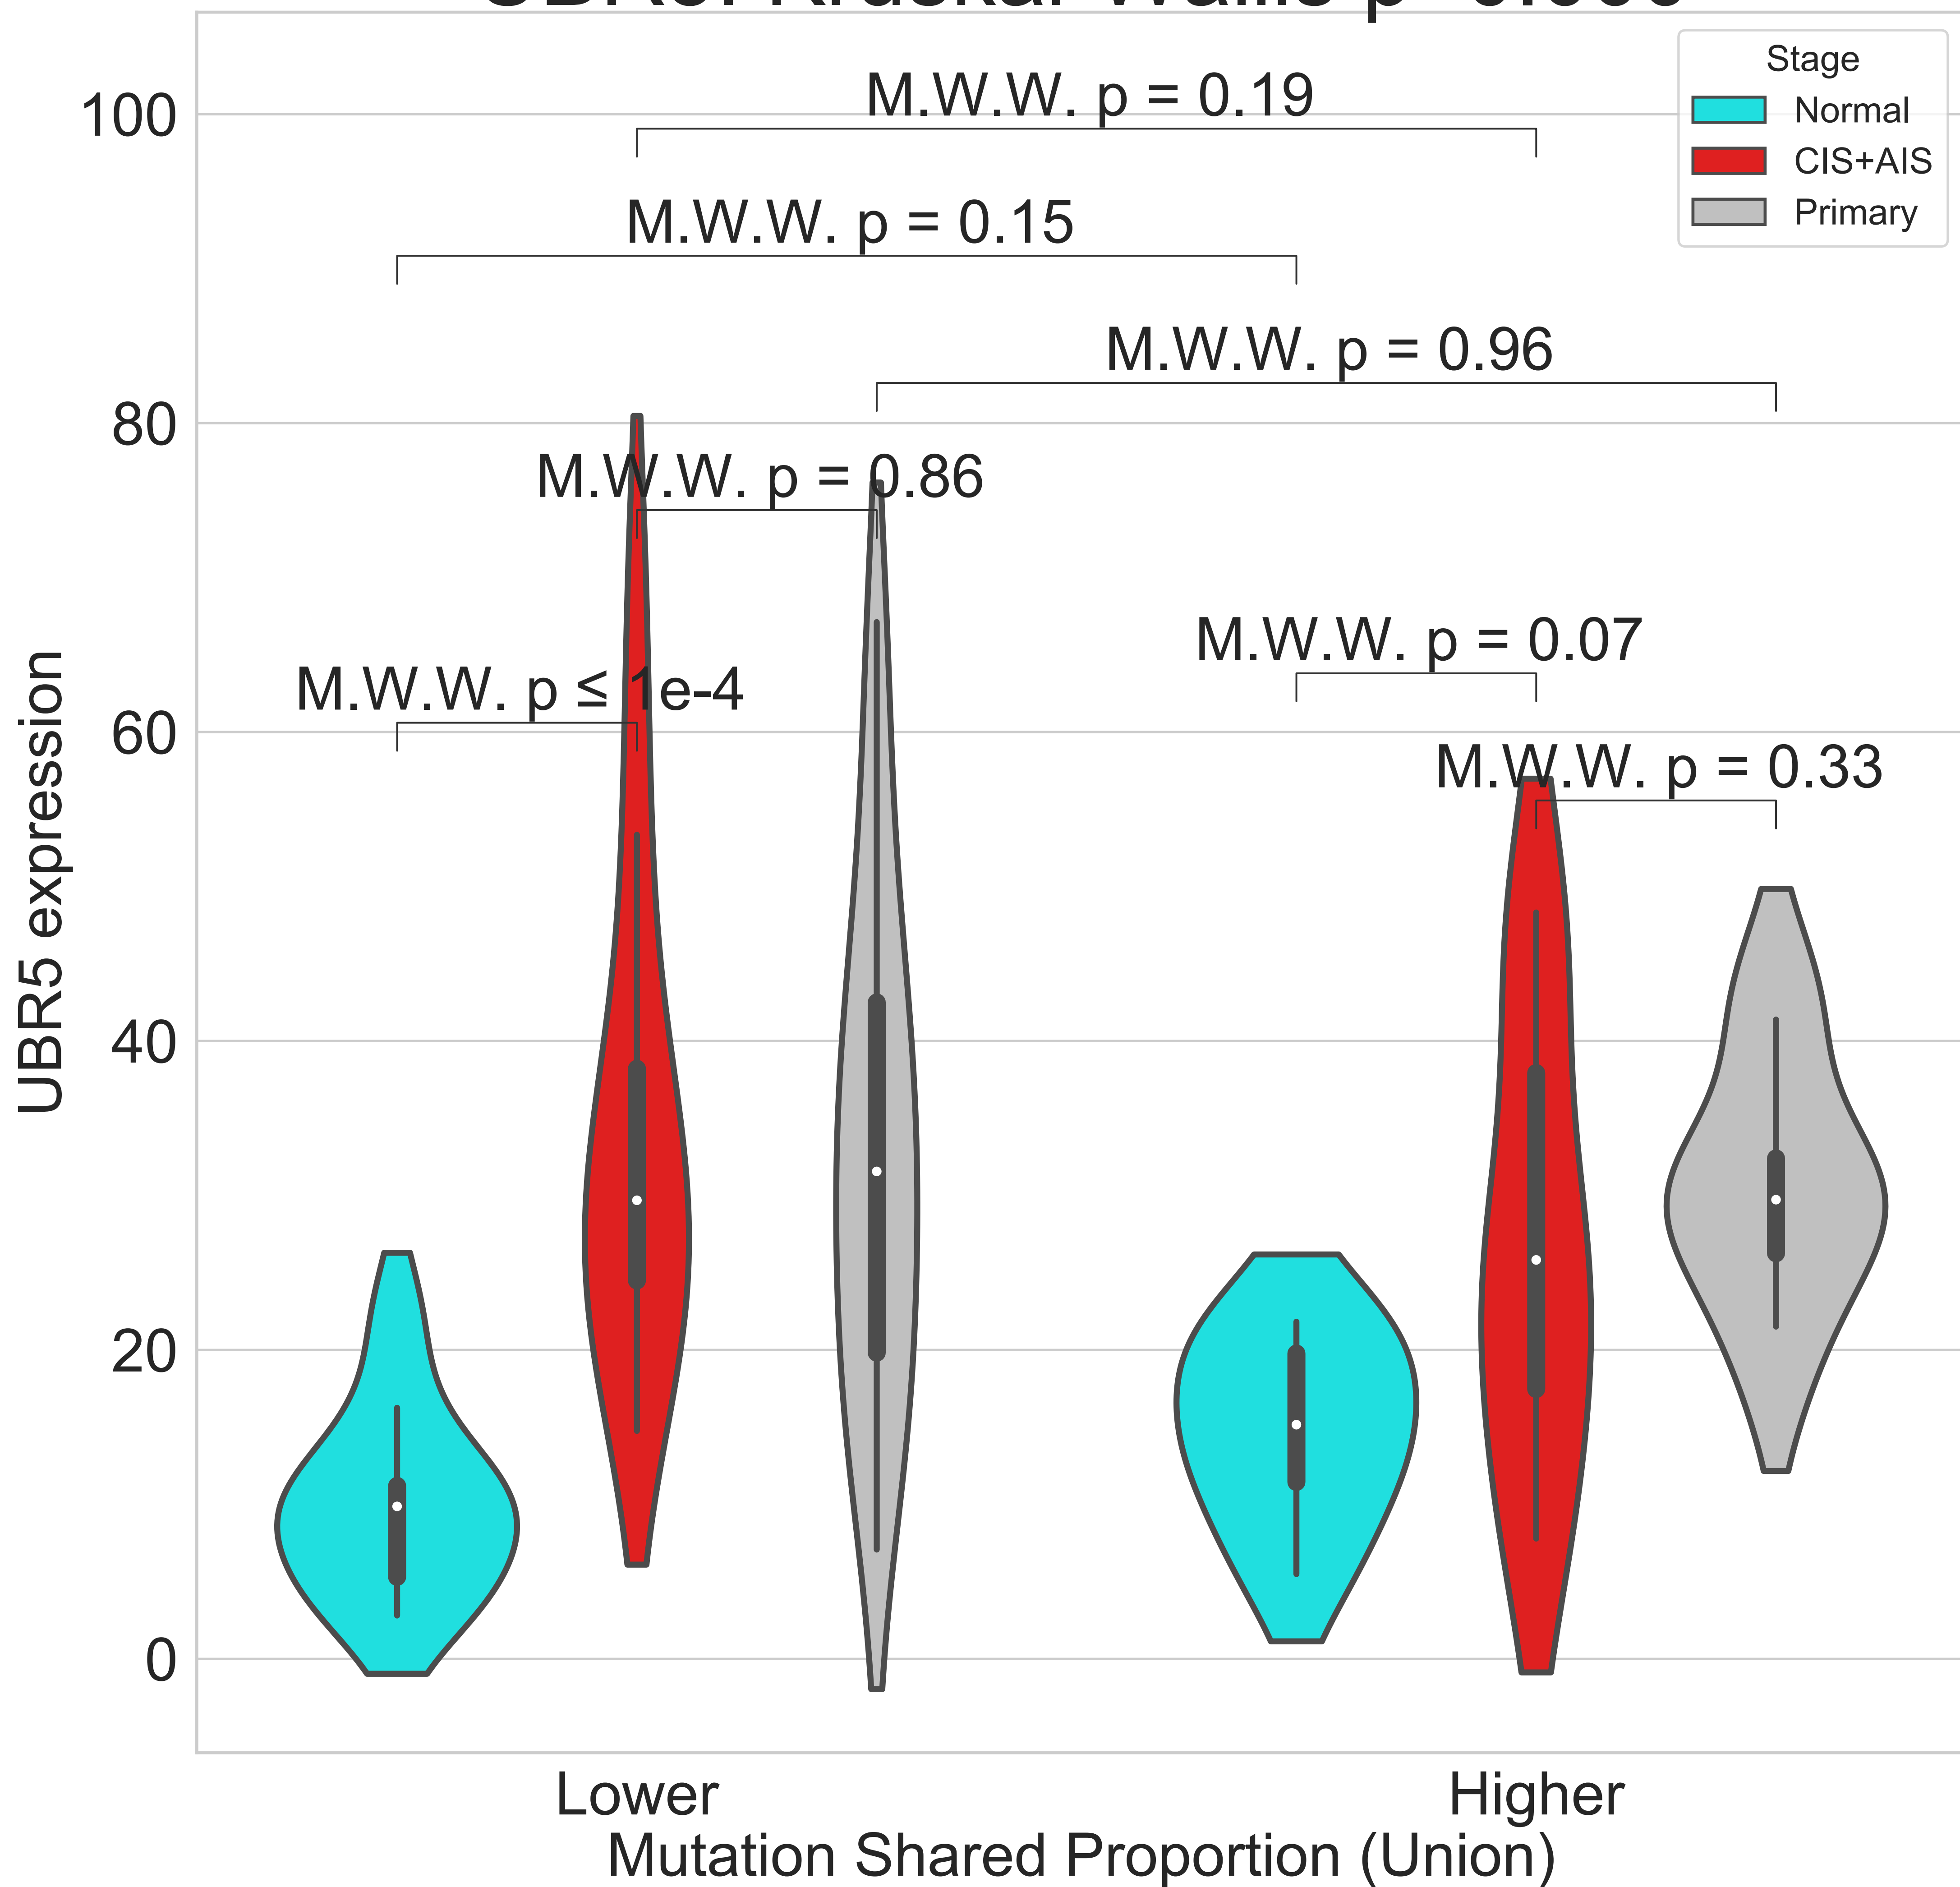 Stage
Normal
CIS+AIS
Primary
M.W.W. p = 0.19
M.W.W. p = 0.15
M.W.W. p = 0.96
M.W.W. p = 0.86
M.W.W. p = 0.07
M.W.W. p ≤ 1e-4
M.W.W. p = 0.33
100
80
60
40
20
0
UBR5 expression
Lower
Higher
Mutation Shared Proportion (Union)